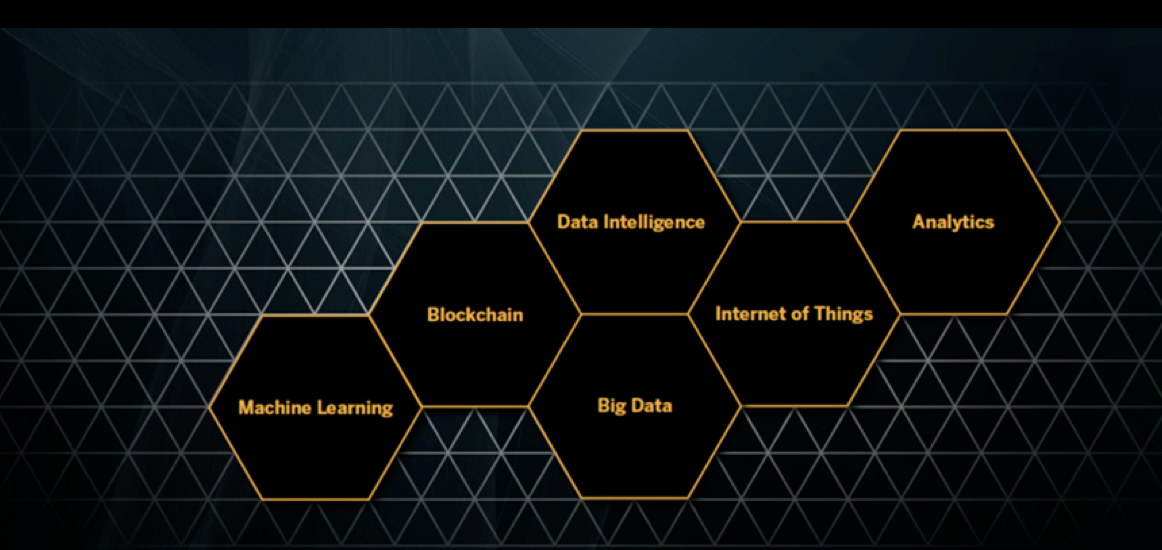 Data Intelligence
Analytics
Blockchain
Internet of Things
Machine Learning
Big Data